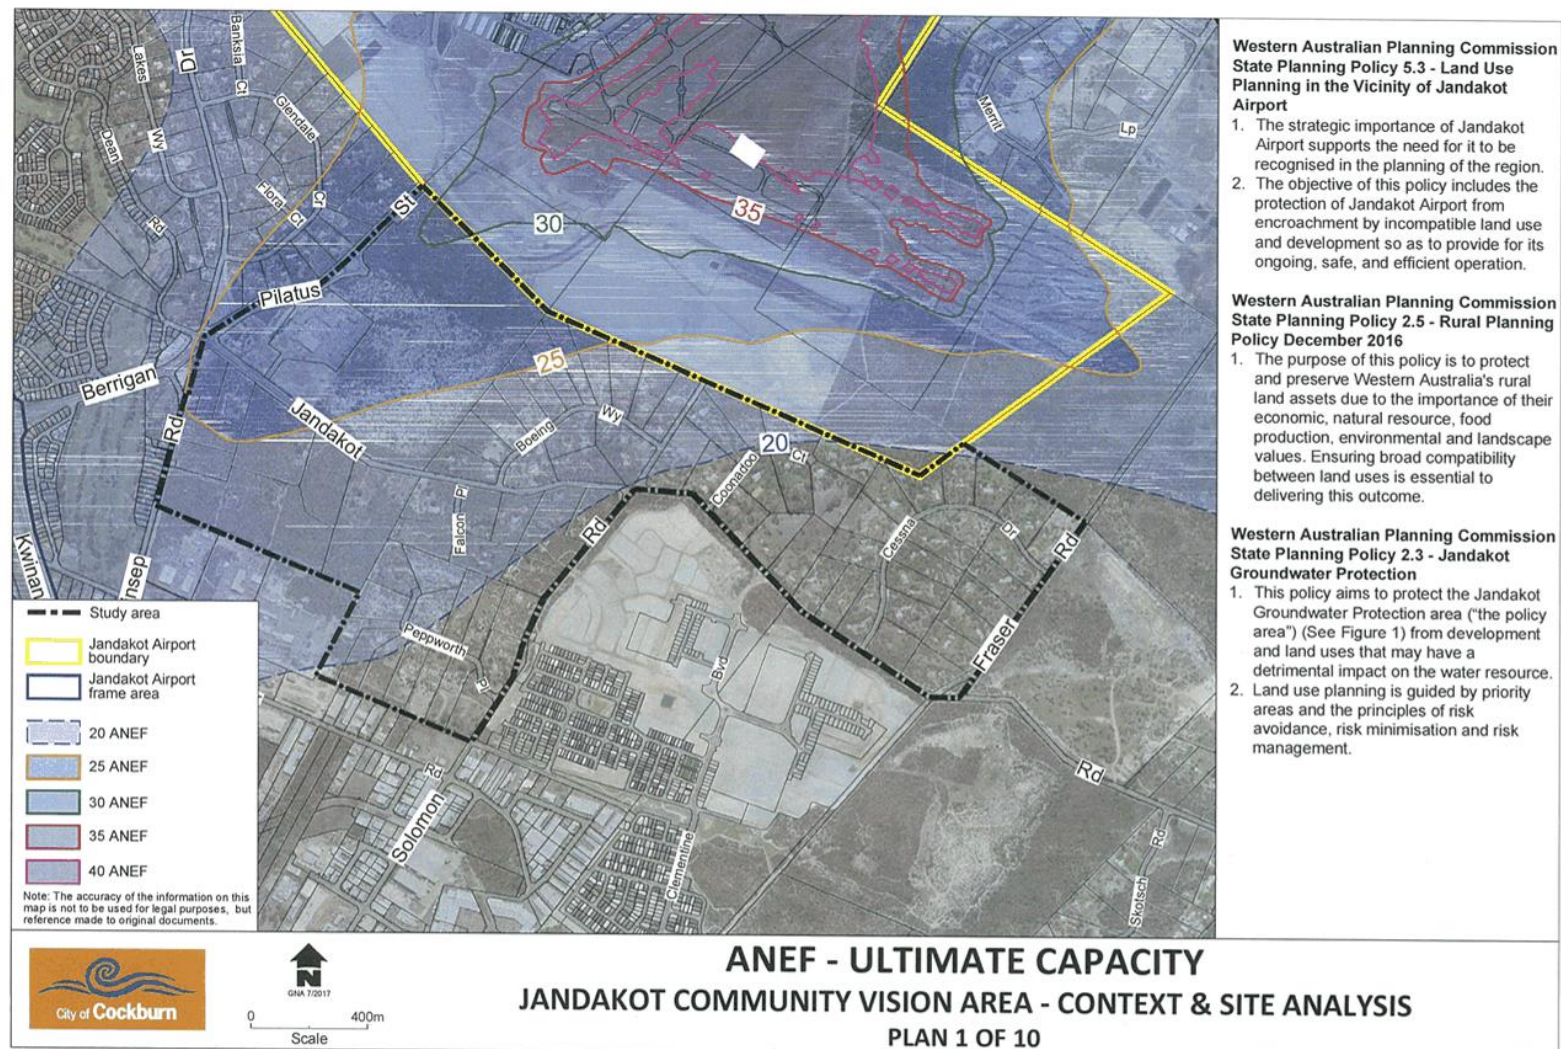 Banksia
Ct
Lakes
Wy
Dr
Glendale
Cr
Dean
Rd
Flora Ct
St
Pilatus
Berrigan
Rd
Jandakot
Boeing
Wy
Falcon Pl
Coonadoo
Ct
Cessna
Dr
Rd
Fraser
Rd
Peppworth
Pl
Bvd
Rd
Solomon
Clementine
Rd
Rd
Skotsch
Merrit
Lp
20
25
30
35
Study area
Jandakot Airport
boundary
Jandakot Airport
frame area
20 ANEF
25 ANEF
30 ANEF
35 ANEF
40 ANEF
Note: The accuracy of the information on this
map is not to be used for legal purposes, but
reference made to original documents.
Western Australian Planning Commission
State Planning Policy 5.3 - Land Use
Planning in the Vicinity of Jandakot
Airport
1. The strategic importance of Jandakot
Airport supports the need for it to be
recognised in the planning of the region.
2. The objective of this policy includes the
protection of Jandakot Airport from
encroachment by incompatible land use
and development so as to provide for its
ongoing, safe, and efficient operation.
Western Australian Planning Commission
State Planning Policy 2.5 - Rural Planning
Policy December 2016
1. The purpose of this policy is to protect
and preserve Western Australia's rural
land assets due to the importance of their
economic, natural resource, food
production, environmental and landscape
values. Ensuring broad compatibility
between land uses is essential to
delivering this outcome.
Western Australian Planning Commission
State Planning Policy 2.3 - Jandakot
Groundwater Protection
1. This policy aims to protect the Jandakot
Groundwater Protection area ("the policy
area") (See Figure 1) from development
and land uses that may have a
detrimental impact on the water resource.
2. Land use planning is guided by priority
areas and the principles of risk
avoidance, risk minimisation and risk
management.
City of Cockburn
N
GNA 7/2017
0 400m
Scale
ANEF - ULTIMATE CAPACITY
JANDAKOT COMMUNITY VISION AREA - CONTEXT & SITE ANALYSIS
PLAN 1 OF 10